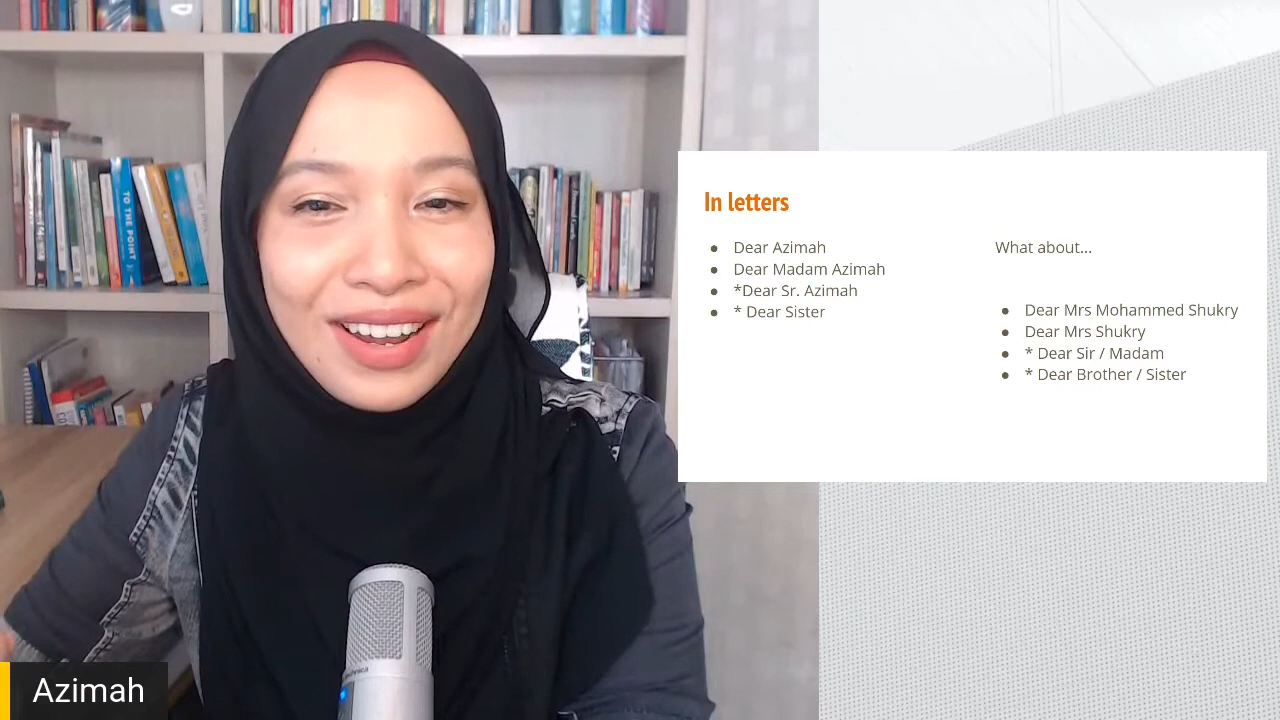 TO THE POINT
In letters
● Dear Azimah
● Dear Madam Azimah
● *Dear Sr. Azimah
● * Dear Sister
What about...
● Dear Mrs Mohammed Shukry
● Dear Mrs Shukry
● * Dear Sir / Madam
● * Dear Brother / Sister
Azimah